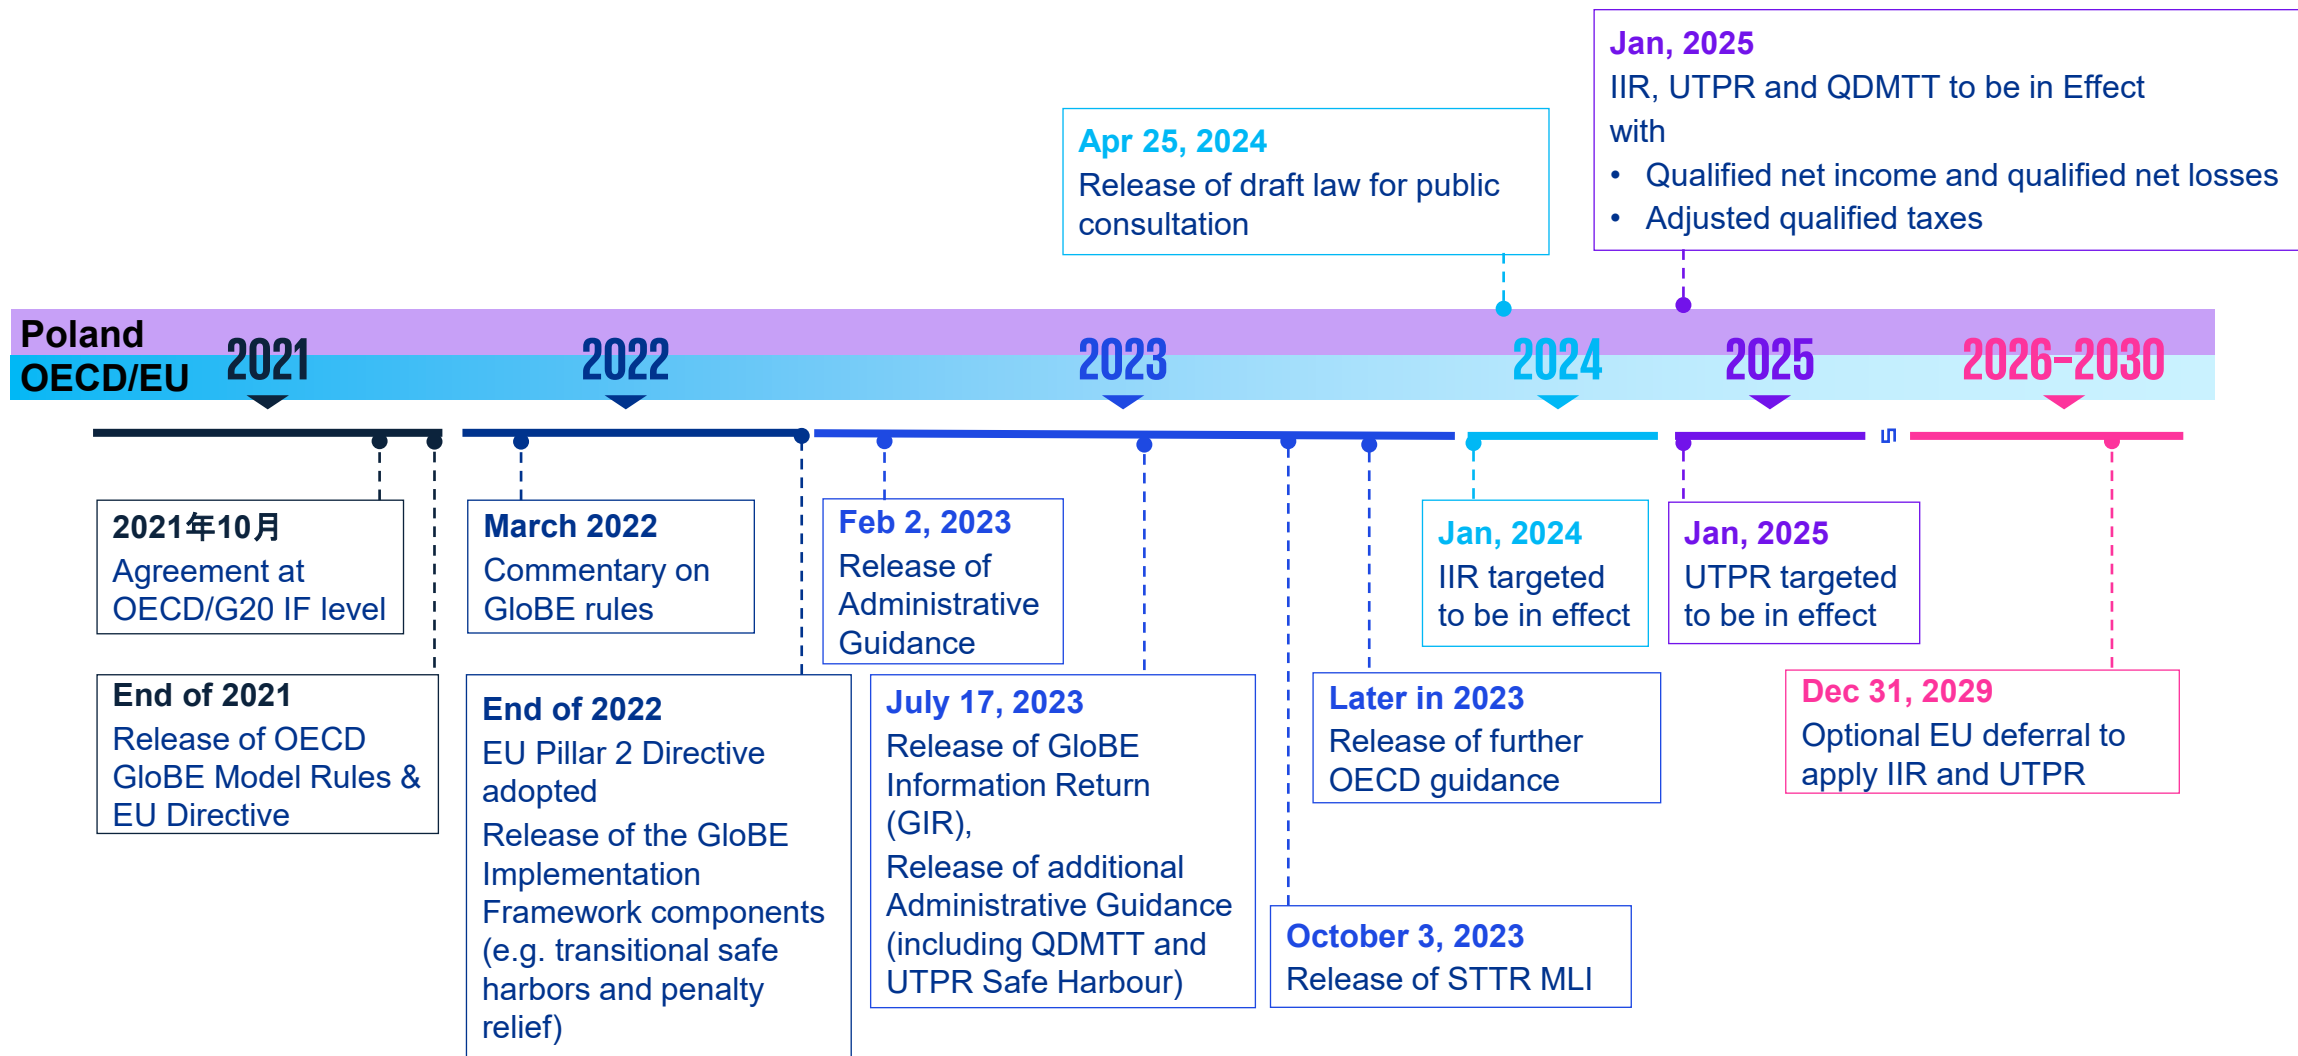 Jan, 2025
IIR, UTPR and QDMTT to be in Effect
with
• Qualified net income and qualified net losses
• Adjusted qualified taxes
Apr 25, 2024
Release of draft law for public
consultation
Poland
OECD/EU
2021
2022
2023
2024
2025
2026-2030
2021年10月
Agreement at
OECD/G20 IF level
End of 2021
Release of OECD
GloBE Model Rules &
EU Directive
March 2022
Commentary on
GloBE rules
End of 2022
EU Pillar 2 Directive
adopted
Release of the GloBE
Implementation
Framework components
(e.g. transitional safe
harbors and penalty
relief)
Feb 2, 2023
Release of
Administrative
Guidance
July 17, 2023
Release of GloBE
Information Return
(GIR),
Release of additional
Administrative Guidance
(including QDMTT and
UTPR Safe Harbour)
October 3, 2023
Release of STTR MLI
Later in 2023
Release of further
OECD guidance
Jan, 2024
IIR targeted
to be in effect
Jan, 2025
UTPR targeted
to be in effect
Dec 31, 2029
Optional EU deferral to
apply IIR and UTPR